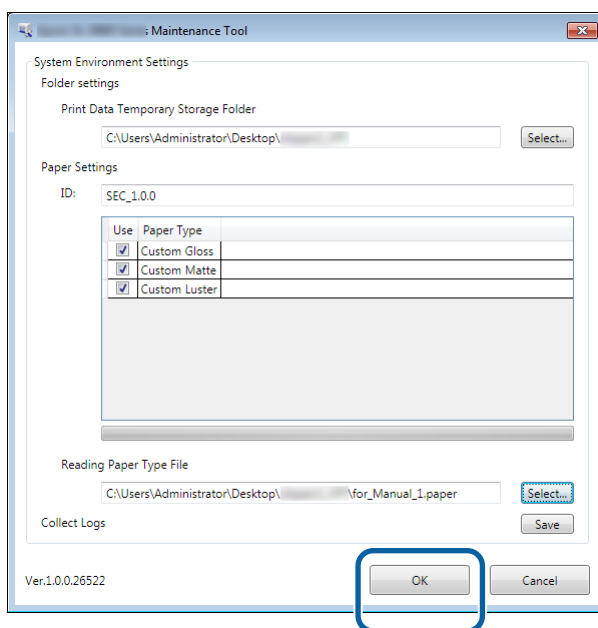 s Maintenance Tool
System Environment Settings
Folder settings
Print Data Temporary Storage Folder
C:\Users\Administrator\Desktop\
Select...
Paper Settings
ID: SEC_1.0.0
Use Paper Type
Custom Gloss
Custom Matte
Custom Luster
Reading Paper Type File
C:\Users\Administrator\Desktop\ \for_Manual_1.paper Select...
Collect Logs Save
Ver.1.0.0.26522 OK Cancel